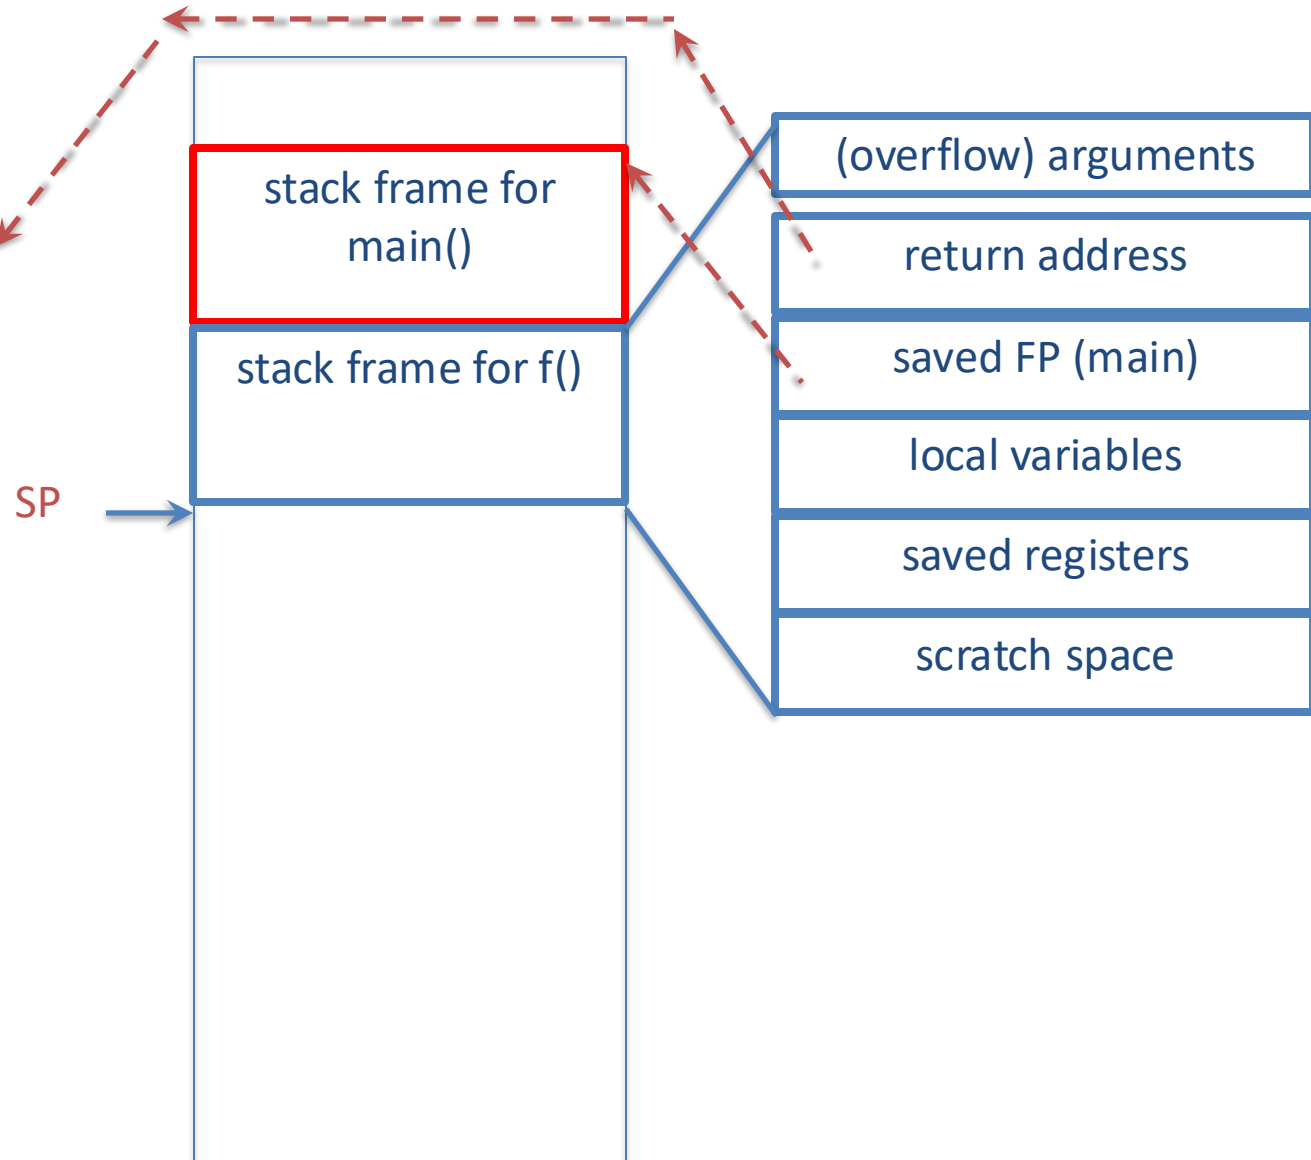 stack frame for
main()
stack frame for f()
SP
(overflow) arguments
return address
saved FP (main)
local variables
saved registers
scratch space